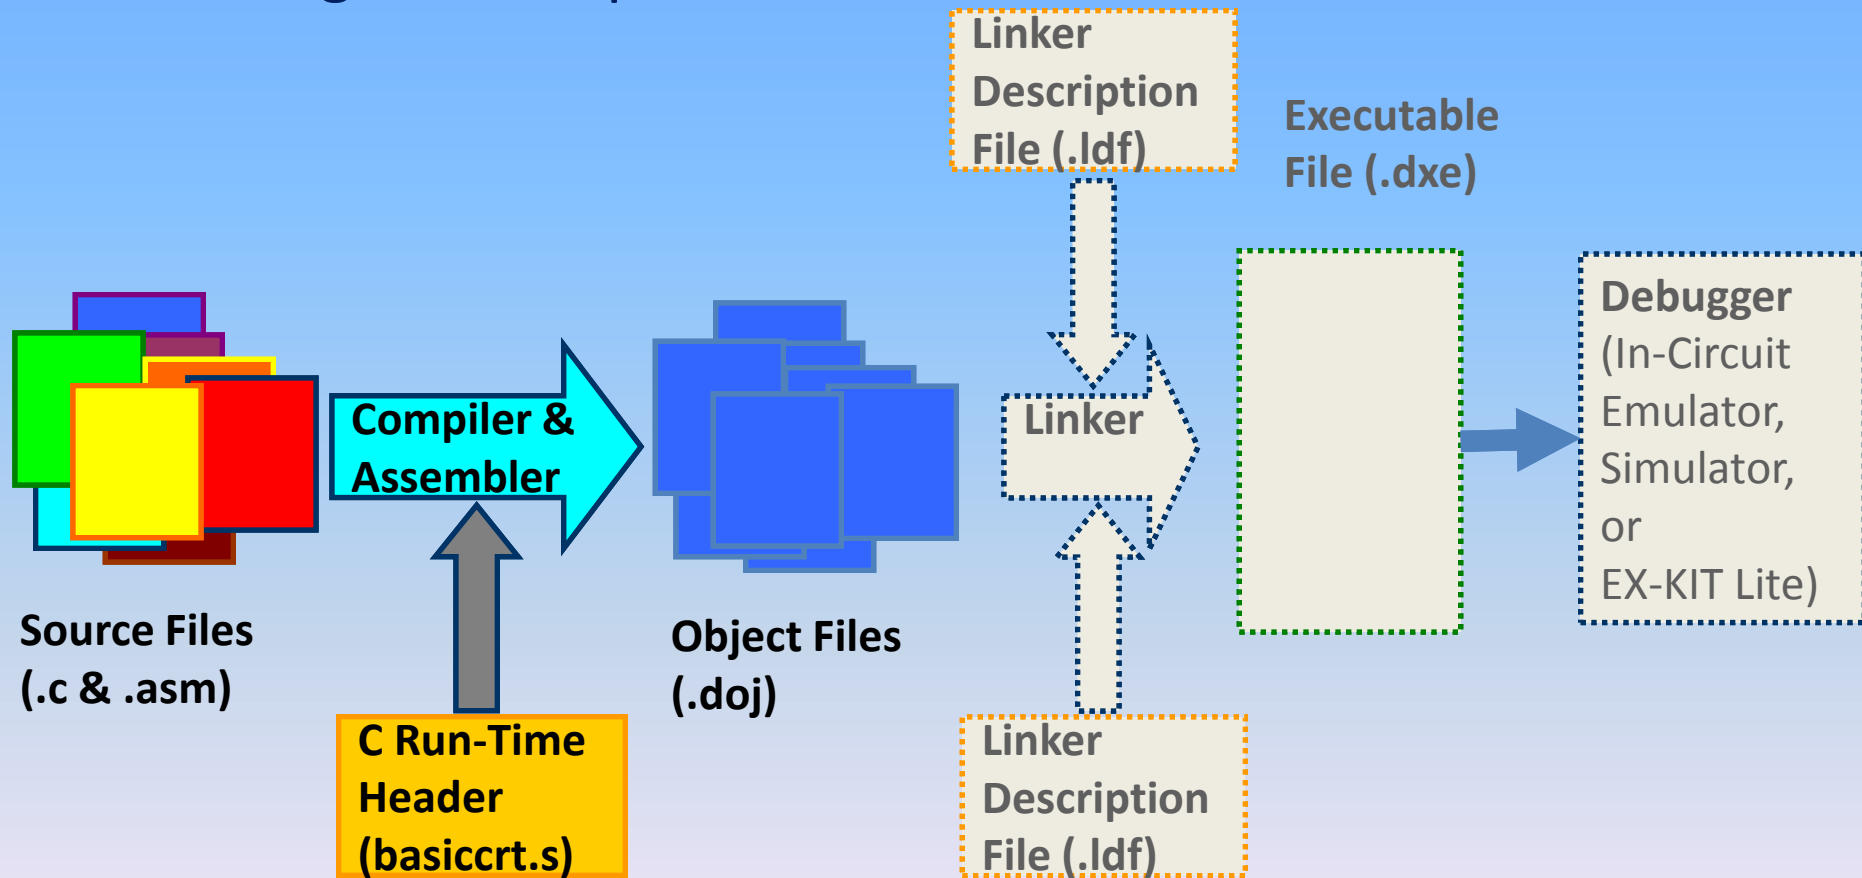 Linker
Description
File (.ldf)
Executable
File (.dxe)
Debugger
(In-Circuit
Emulator,
Simulator,
or
EX-KIT Lite)
Compiler &
Assembler
Linker
Source Files
(.c & .asm)
Object Files
(.doj)
C Run-Time
Header
(basiccrt.s)
Linker
Description
File (.ldf)